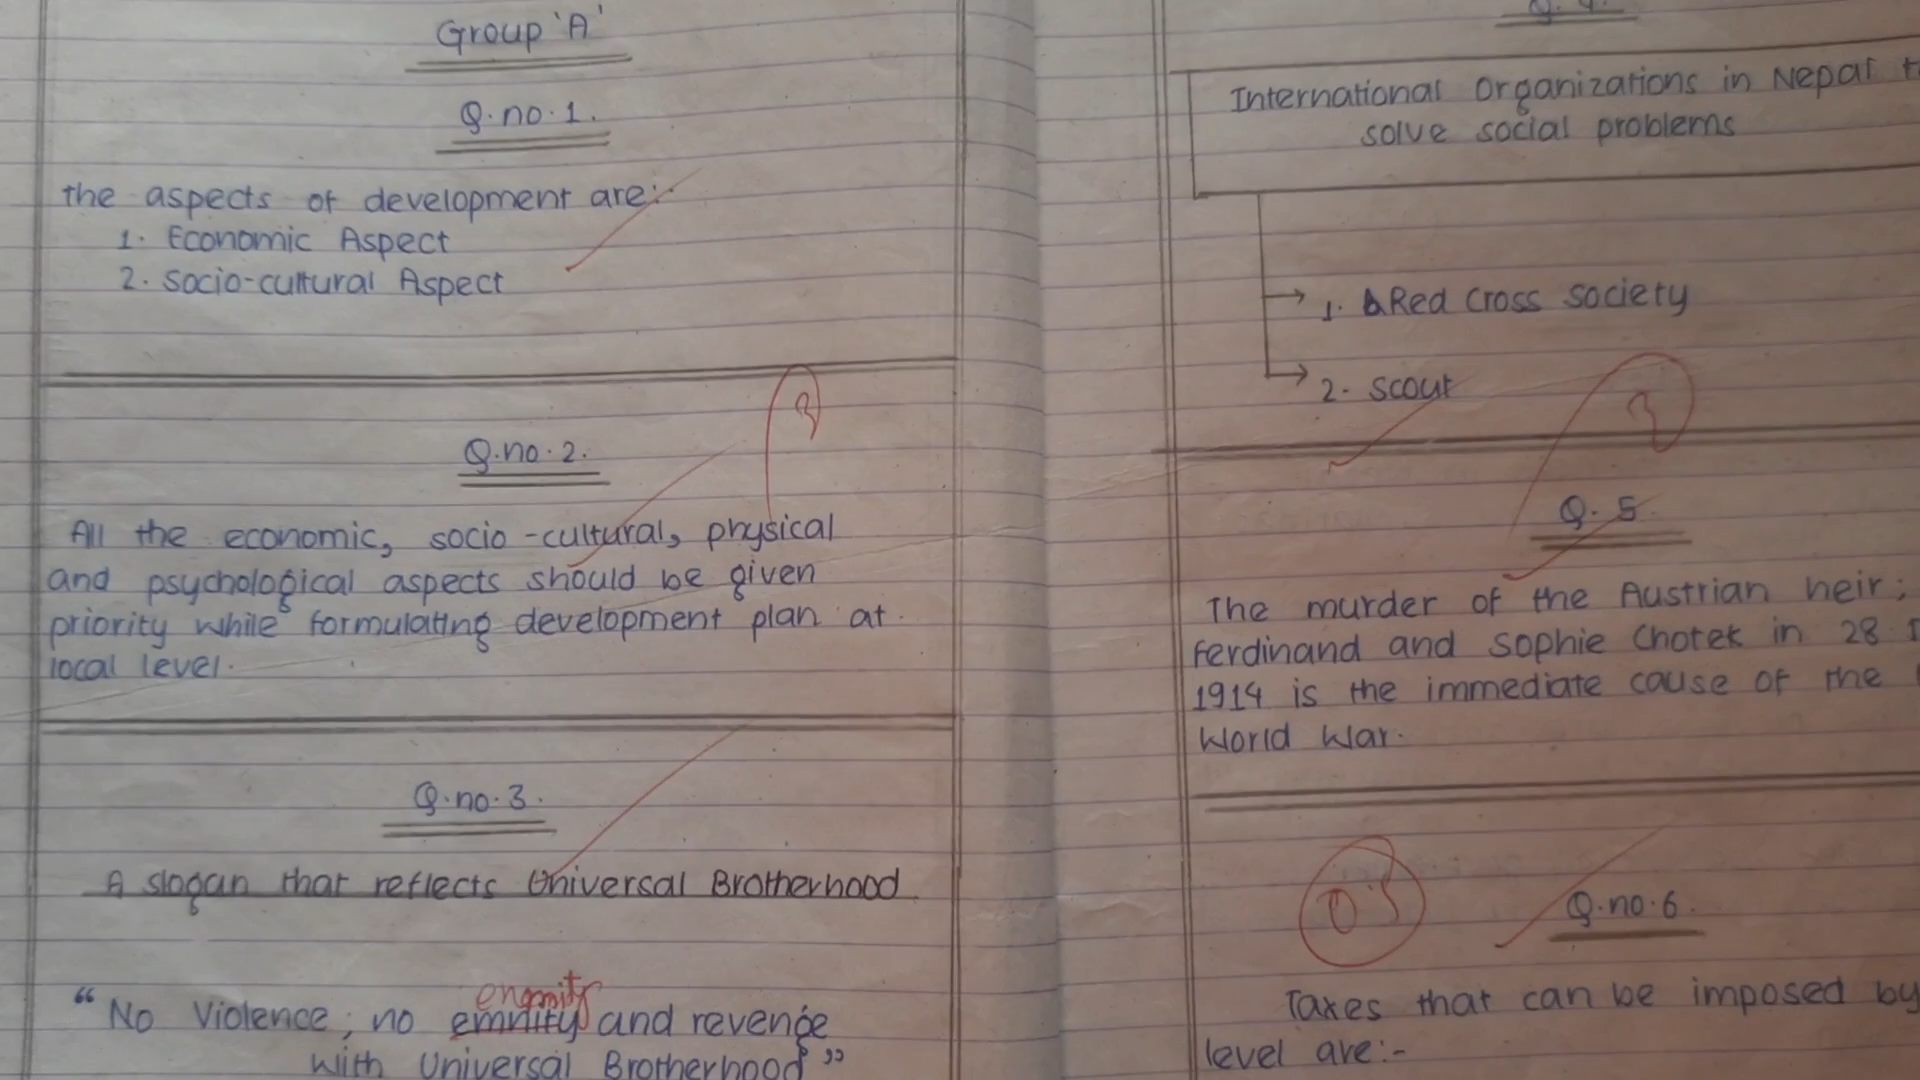 Group 'A'
Q.no.1.
the aspects of development are:-
1. Economic Aspect
2. Socio-cultural Aspect
Q.no.2.
All the economic, socio-cultural, physical
and psychological aspects should be given
priority while formulating development plan at
local level.
Q.no.3.
A slogan that reflects Universal Brotherhood
enemity
"No Violence, no emnity and revenge
with Universal Brotherhood"
Q.4.
International Organizations in Nepal
solve social problems
1. Red Cross Society
2. Scout
Q.5
The murder of the Austrian heir;
Ferdinand and Sophie Chotek in 28
1914 is the immediate cause of the
World War.
Q.no.6.
Taxes that can be imposed by
level are:-